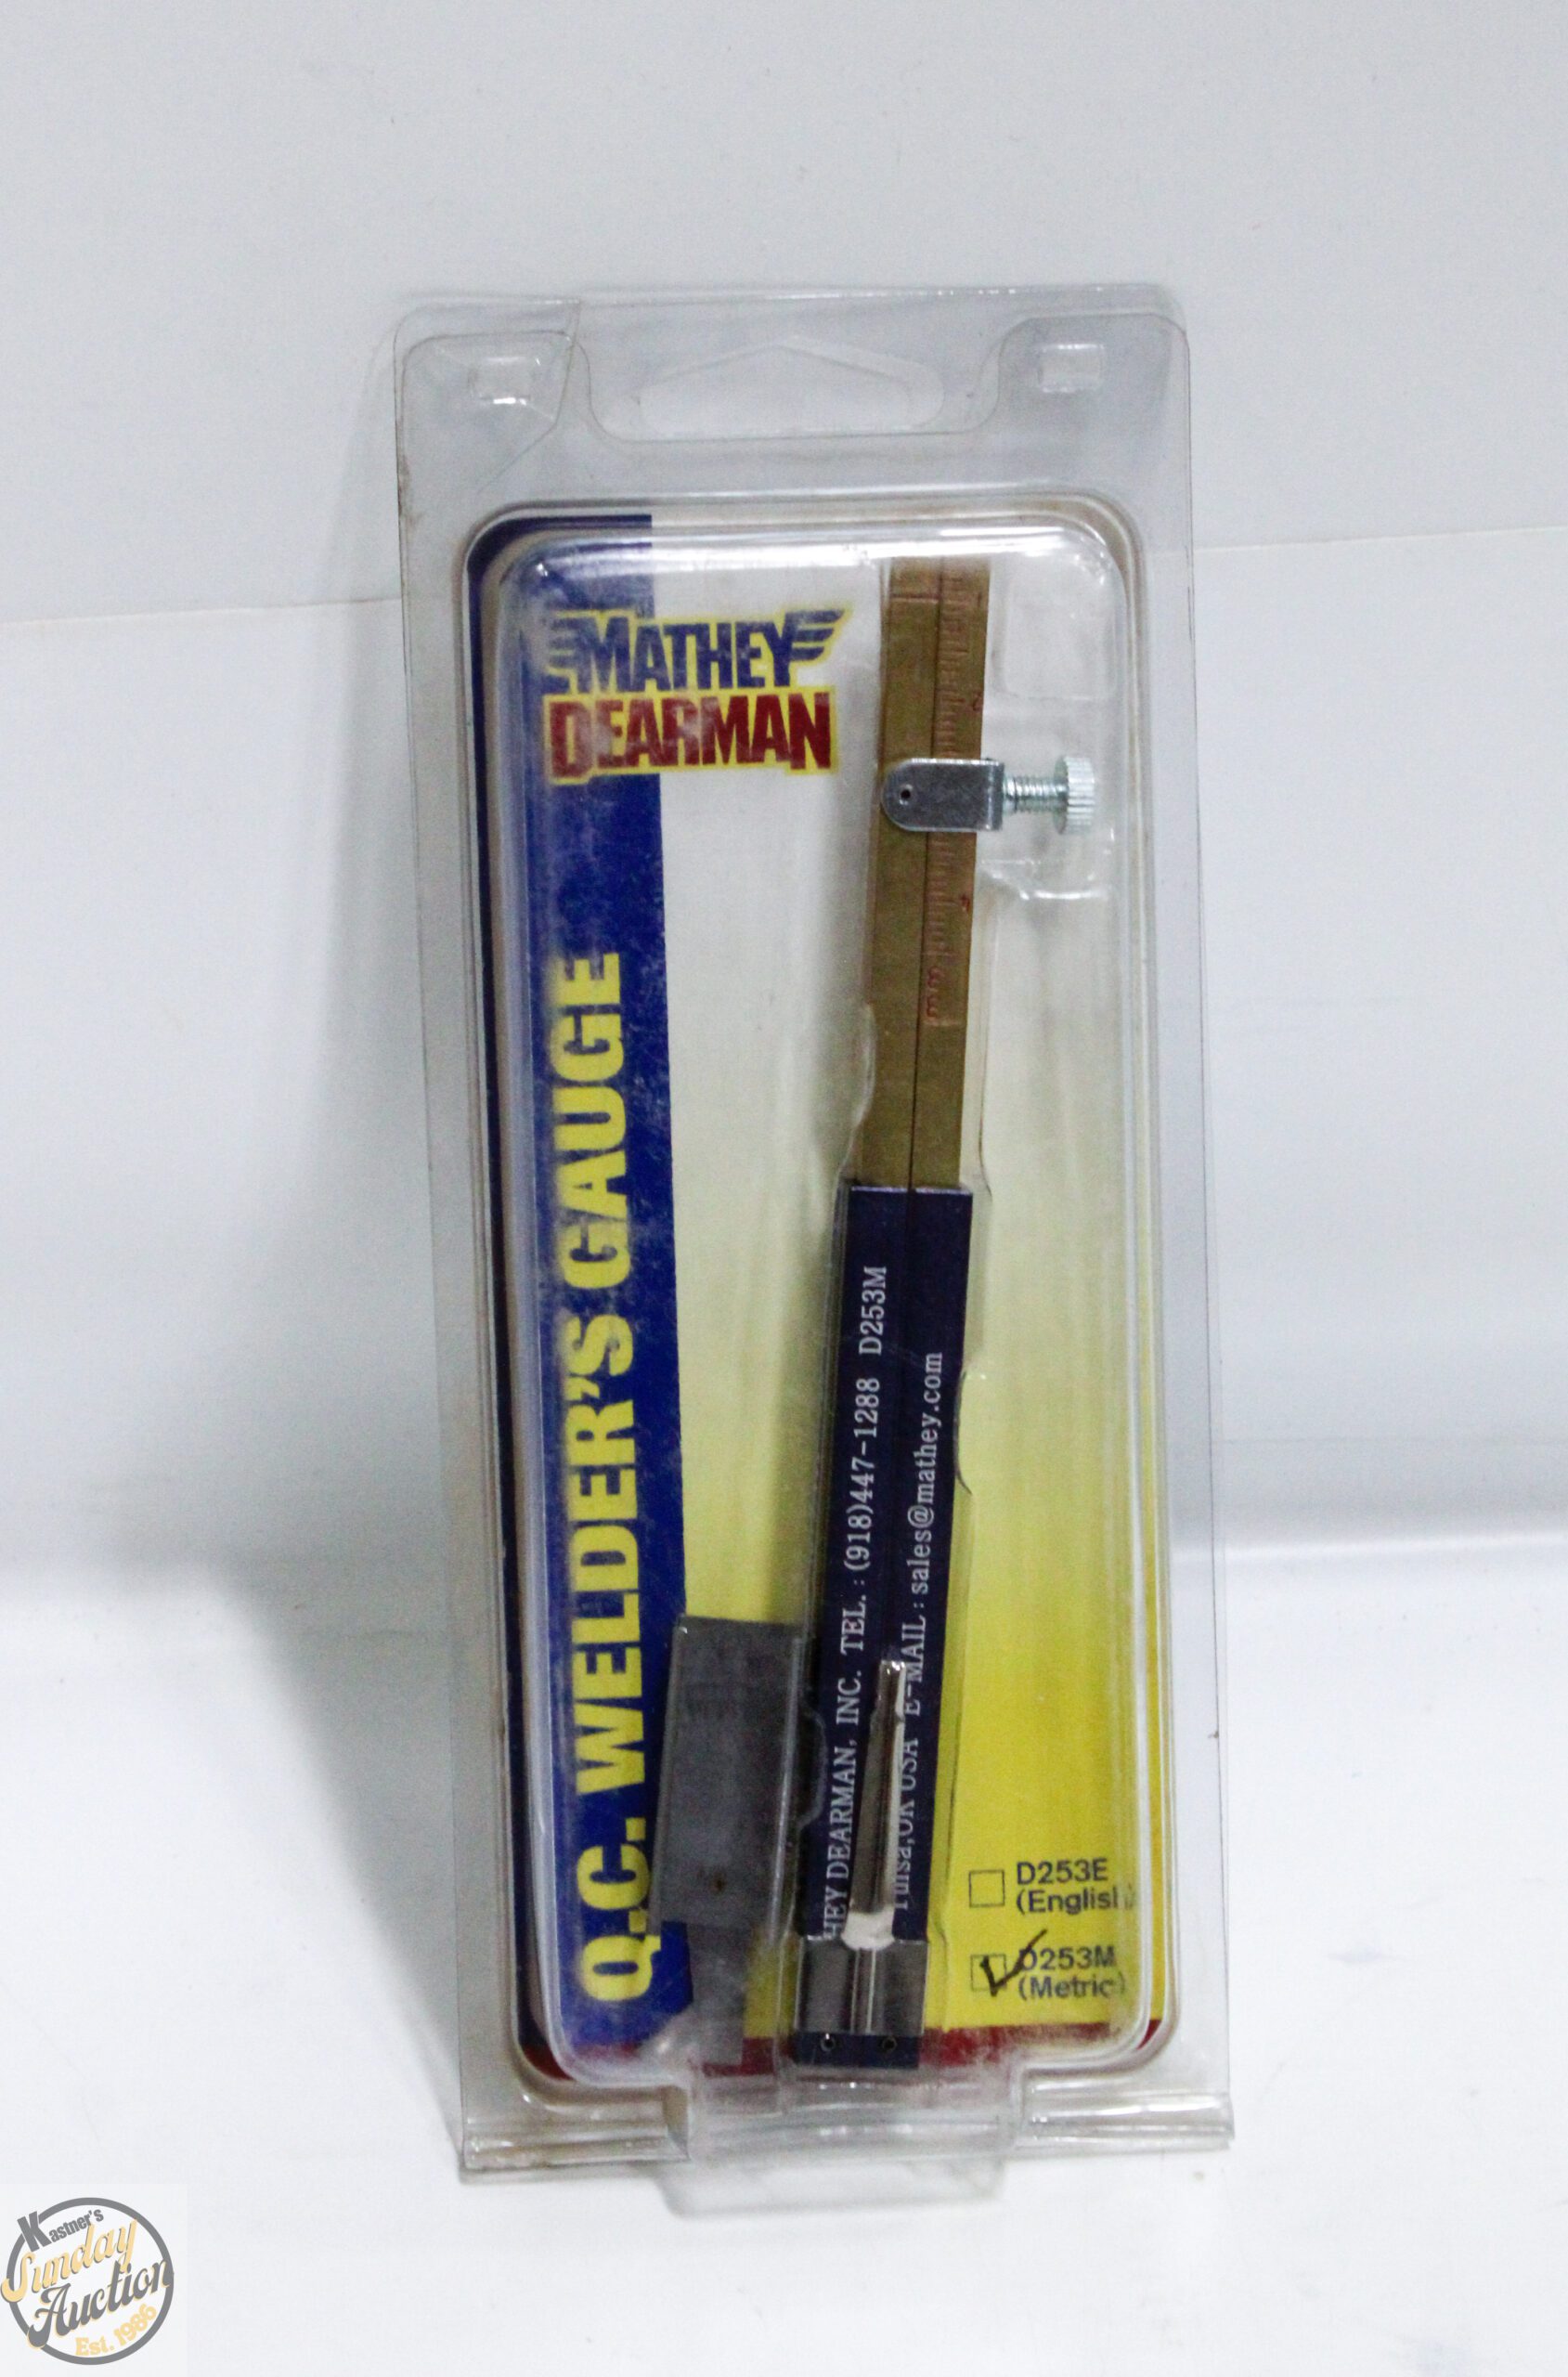 MATHEY
DEARMAN
Q.C. WELDER'S GAUGE
HEY DEARMAN, INC. TEL.:(918)447-1288 D253M
Tulsa,OK USA E-MAIL:sales@mathey.com
D253E
(English)
D253M
(Metric)
Kastner's
Sunday
Auction
Est. 1986